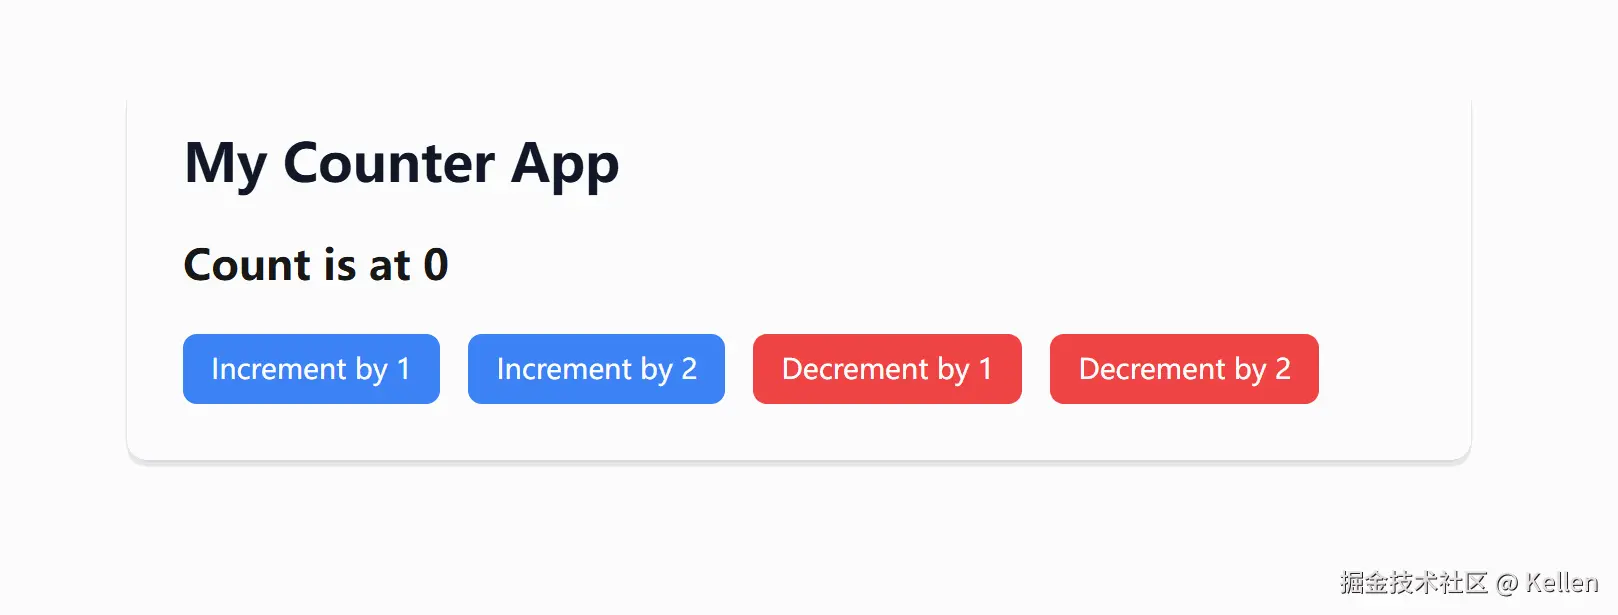 My Counter App
Count is at 0
Increment by 1 Increment by 2 Decrement by 1 Decrement by 2
掘金技术社区 @ Kellen